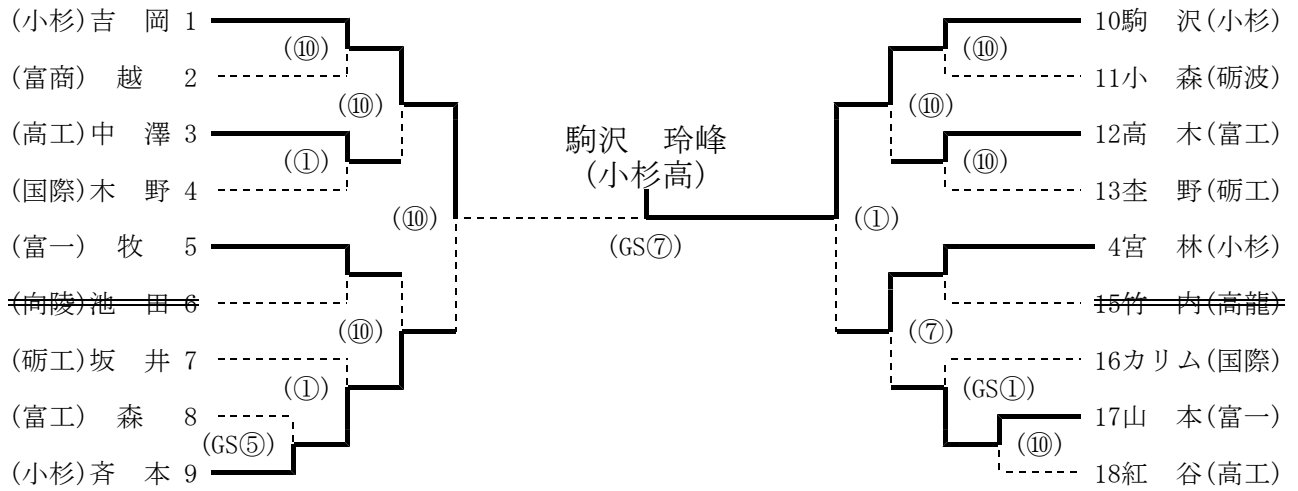 (小杉)吉　岡 1
(⑩)
(富商)　越　 2
(⑩)
(高工)中　澤 3
(①)
(国際)木　野 4
(⑩)
(富一)　牧　 5
(向陵)池　田 6
(⑩)
(砺工)坂　井 7
(①)
(富工)　森　 8
(GS⑤)
(小杉)斉　本 9
駒沢　玲峰
(小杉高)
(GS⑦)
10駒　沢(小杉)
(⑩)
11小　森(砺波)
(⑩)
12高　木(富工)
(⑩)
13杢　野(砺工)
(①)
4宮　林(小杉)
15竹　内(高龍)
(⑦)
16カリム(国際)
(GS①)
17山　本(富一)
(⑩)
18紅　谷(高工)